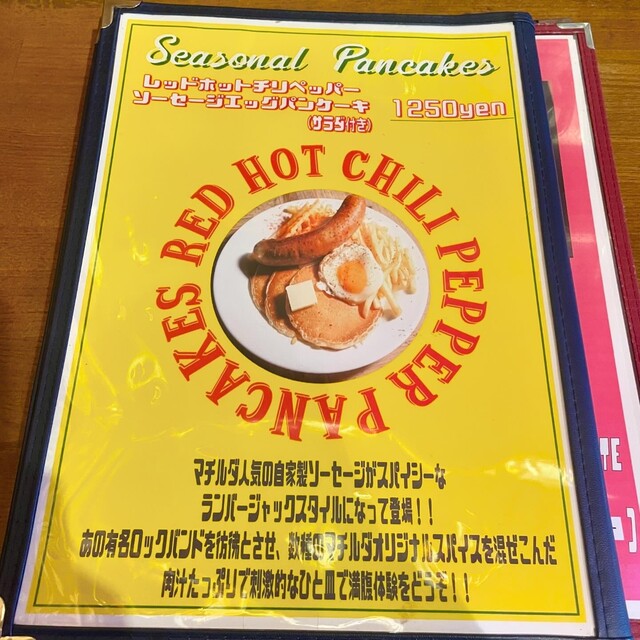 Seasonal Pancakes
レッドホットチリペッパー
ソーセージエッグパンケーキ 1250yen
(サラダ付き)
RED HOT CHILI PEPPER PANCAKES
マチルダ人気の自家製ソーセージがスパイシーな
ランバージャックスタイルになって登場！！
あの有名ロックバンドを彷彿とさせ、数種のマチルダオリジナルスパイスを混ぜこんだ
肉汁たっぷりで刺激的なひと皿で満腹体験をどうぞ！！